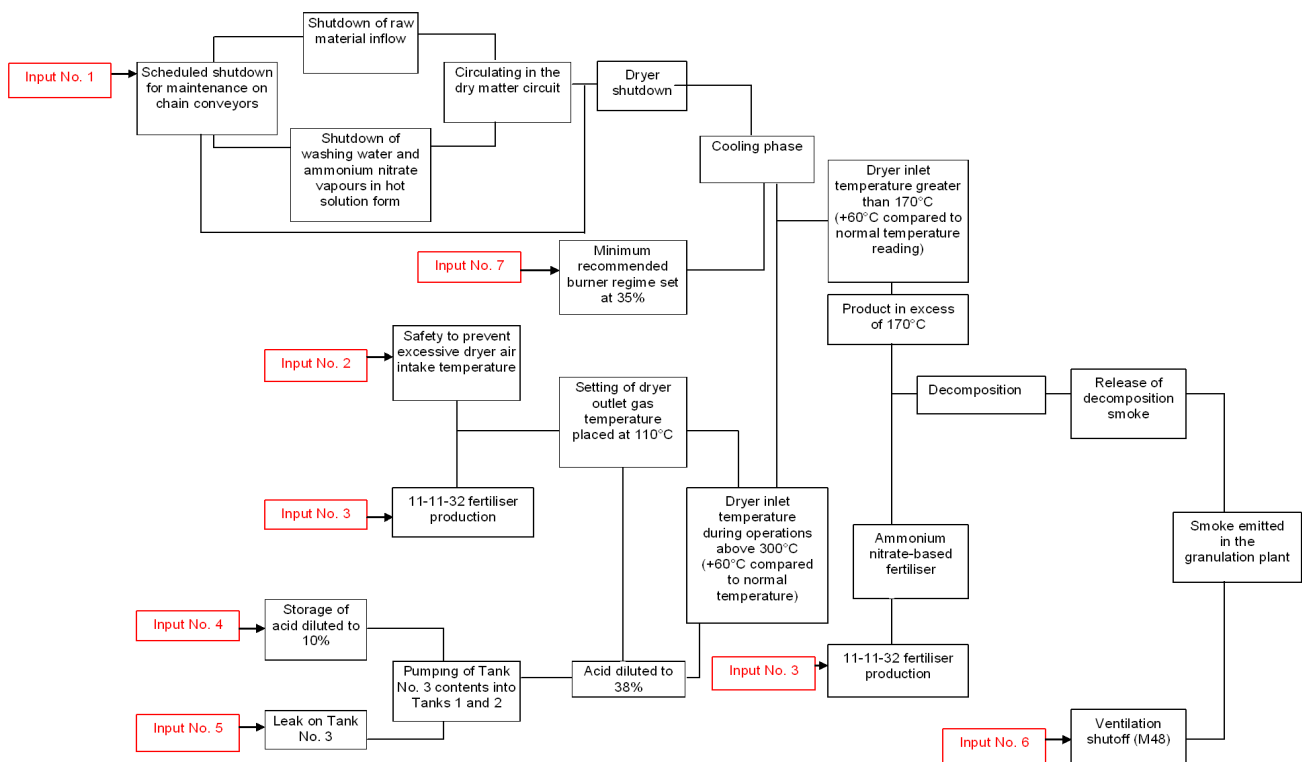 Shutdown of raw
material inflow
Input No. 1
Scheduled shutdown
for maintenance on
chain conveyors
Circulating in the
dry matter circuit
Dryer
shutdown
Shutdown of
washing water and
ammonium nitrate
vapours in hot
solution form
Cooling phase
Dryer inlet
temperature greater
than 170°C
(+60°C compared to
normal temperature
reading)
Input No. 7
Minimum
recommended
burner regime set
at 35%
Product in excess
of 170°C
Input No. 2
Safety to prevent
excessive dryer air
intake temperature
Setting of dryer
outlet gas
temperature
placed at 110°C
Decomposition
Release of
decomposition
smoke
Input No. 3
11-11-32 fertiliser
production
Dryer inlet
temperature
during operations
above 300°C
(+60°C compared
to normal
temperature)
Ammonium
nitrate-based
fertiliser
Smoke emitted
in the
granulation plant
Input No. 4
Storage of
acid diluted to
10%
Pumping of Tank
No. 3 contents into
Tanks 1 and 2
Acid diluted to
38%
Input No. 3
11-11-32 fertiliser
production
Input No. 5
Leak on Tank
No. 3
Input No. 6
Ventilation
shutoff (M48)